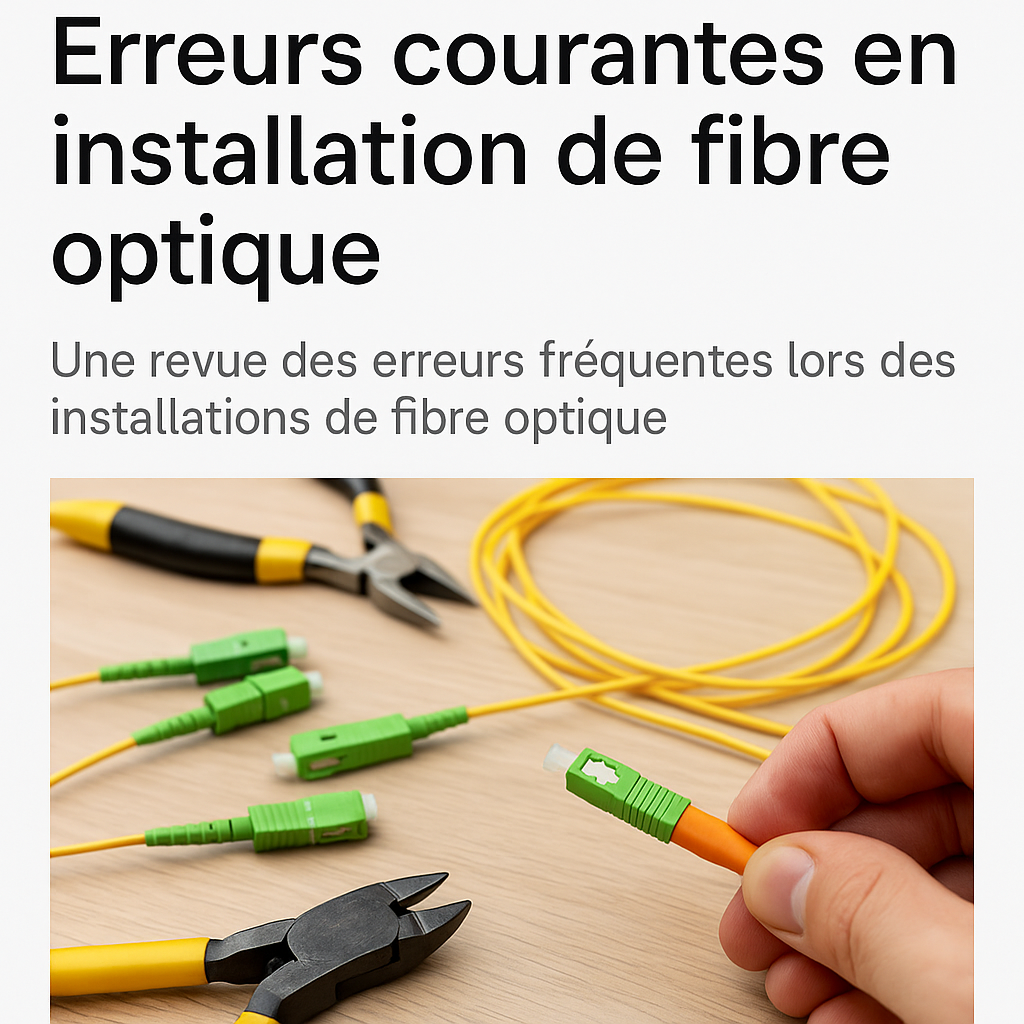 Erreurs courantes en
installation de fibre
optique
Une revue des erreurs fréquentes lors des
installations de fibre optique